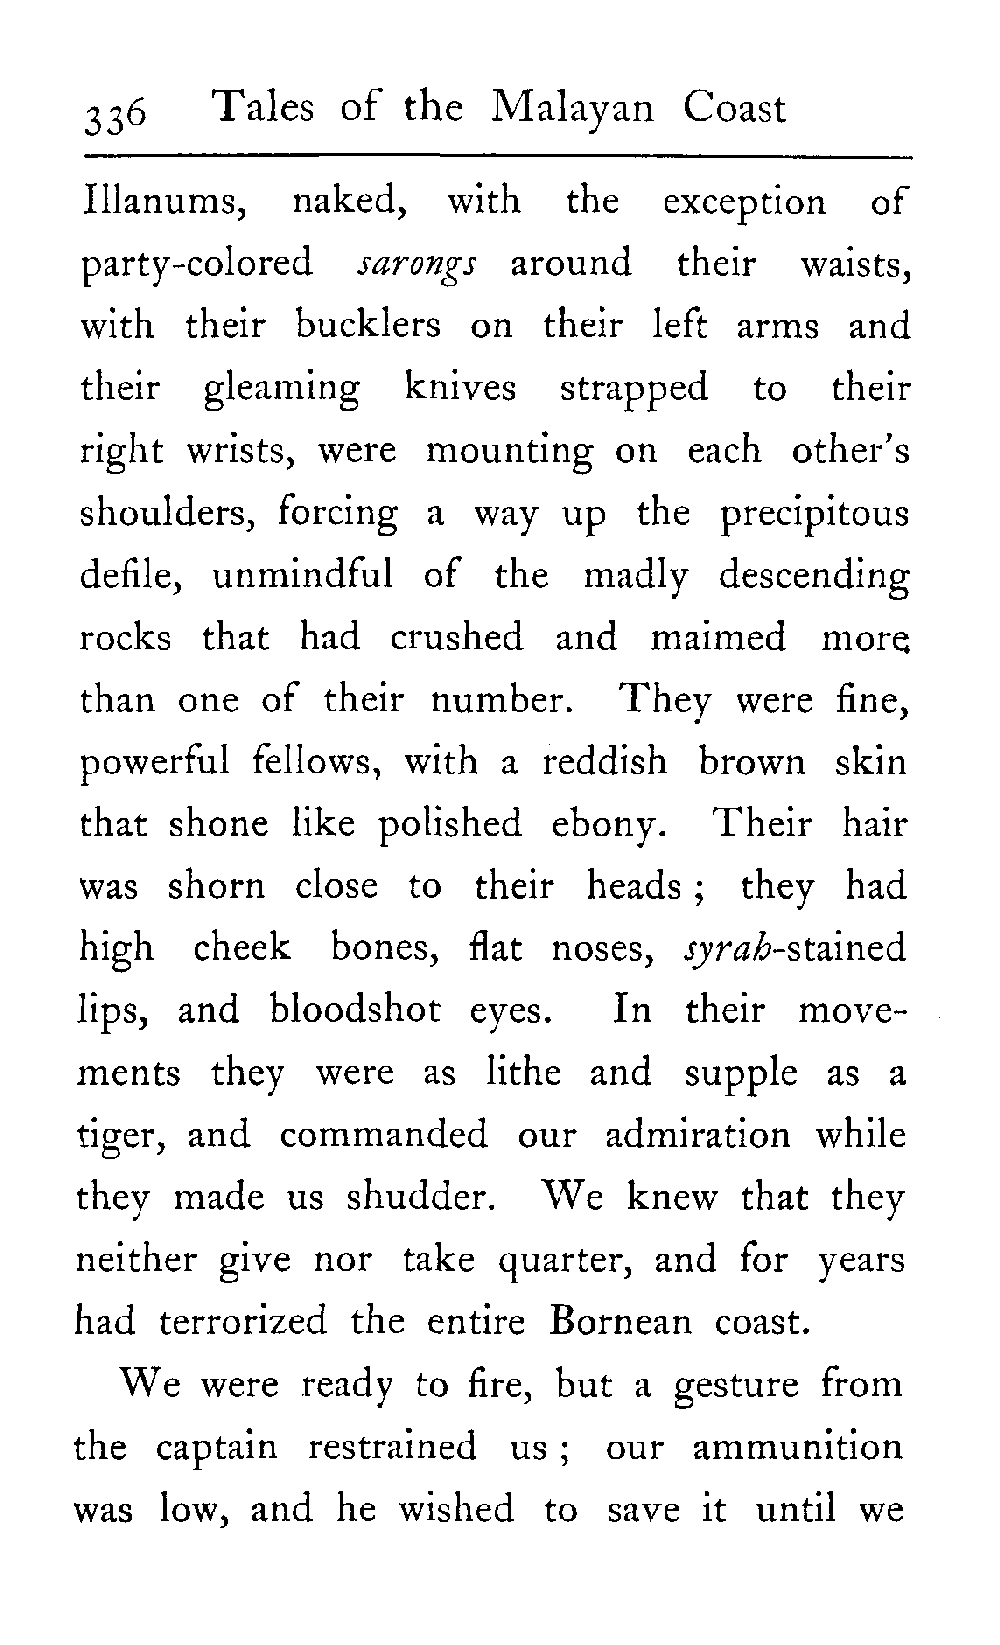 336 Tales of the Malayan Coast
Illanums, naked, with the exception of
party-colored sarongs around their waists,
with their bucklers on their left arms and
their gleaming knives strapped to their
right wrists, were mounting on each other's
shoulders, forcing a way up the precipitous
defile, unmindful of the madly descending
rocks that had crushed and maimed more
than one of their number. They were fine,
powerful fellows, with a reddish brown skin
that shone like polished ebony. Their hair
was shorn close to their heads ; they had
high cheek bones, flat noses, syrah-stained
lips, and bloodshot eyes. In their move-
ments they were as lithe and supple as a
tiger, and commanded our admiration while
they made us shudder. We knew that they
neither give nor take quarter, and for years
had terrorized the entire Bornean coast.
We were ready to fire, but a gesture from
the captain restrained us ; our ammunition
was low, and he wished to save it until we